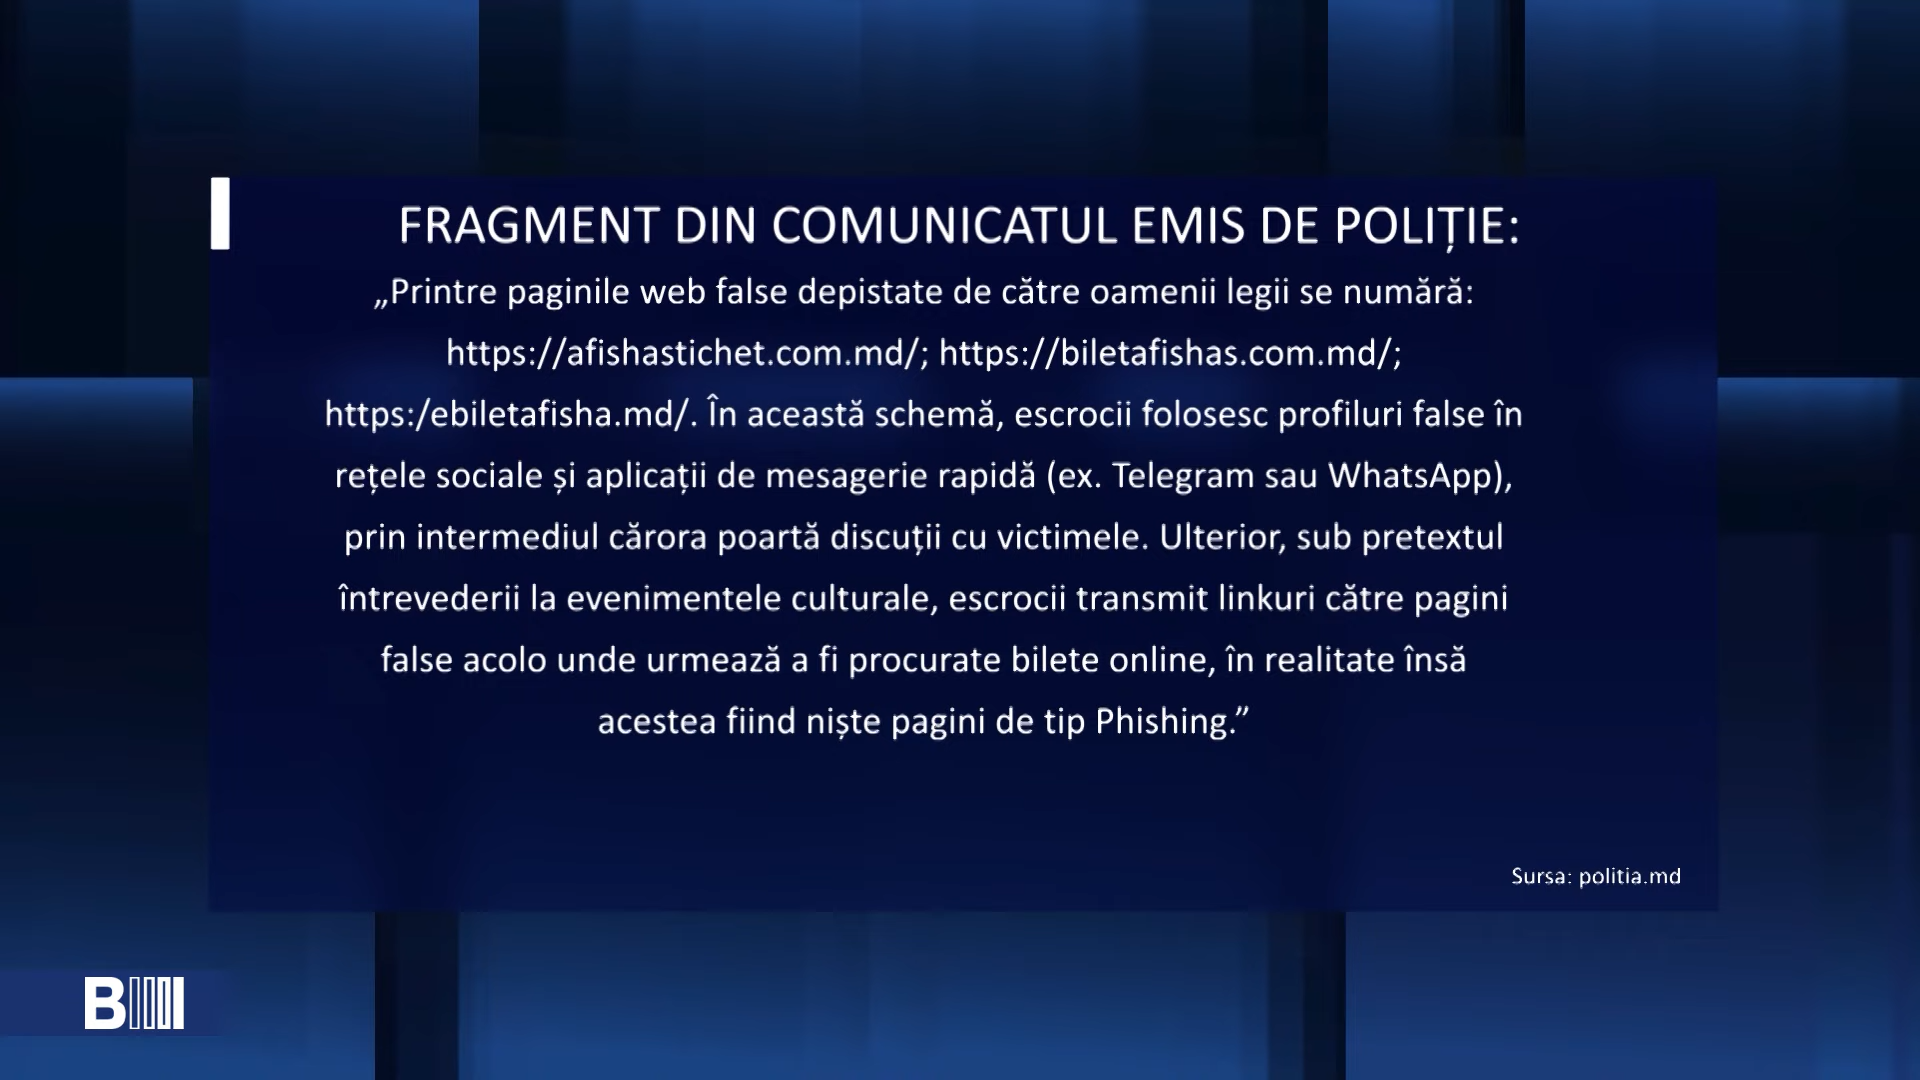 FRAGMENT DIN COMUNICATUL EMIS DE POLIȚIE:
„Printre paginile web false depistate de către oamenii legii se numără:
https://afishastichet.com.md/; https://biletafishas.com.md/;
https:/ebiletafisha.md/. În această schemă, escrocii folosesc profiluri false în
rețele sociale și aplicații de mesagerie rapidă (ex. Telegram sau WhatsApp),
prin intermediul cărora poartă discuții cu victimele. Ulterior, sub pretextul
întrevederii la evenimentele culturale, escrocii transmit linkuri către pagini
false acolo unde urmează a fi procurate bilete online, în realitate însă
acestea fiind niște pagini de tip Phishing.”
Sursa: politia.md
B